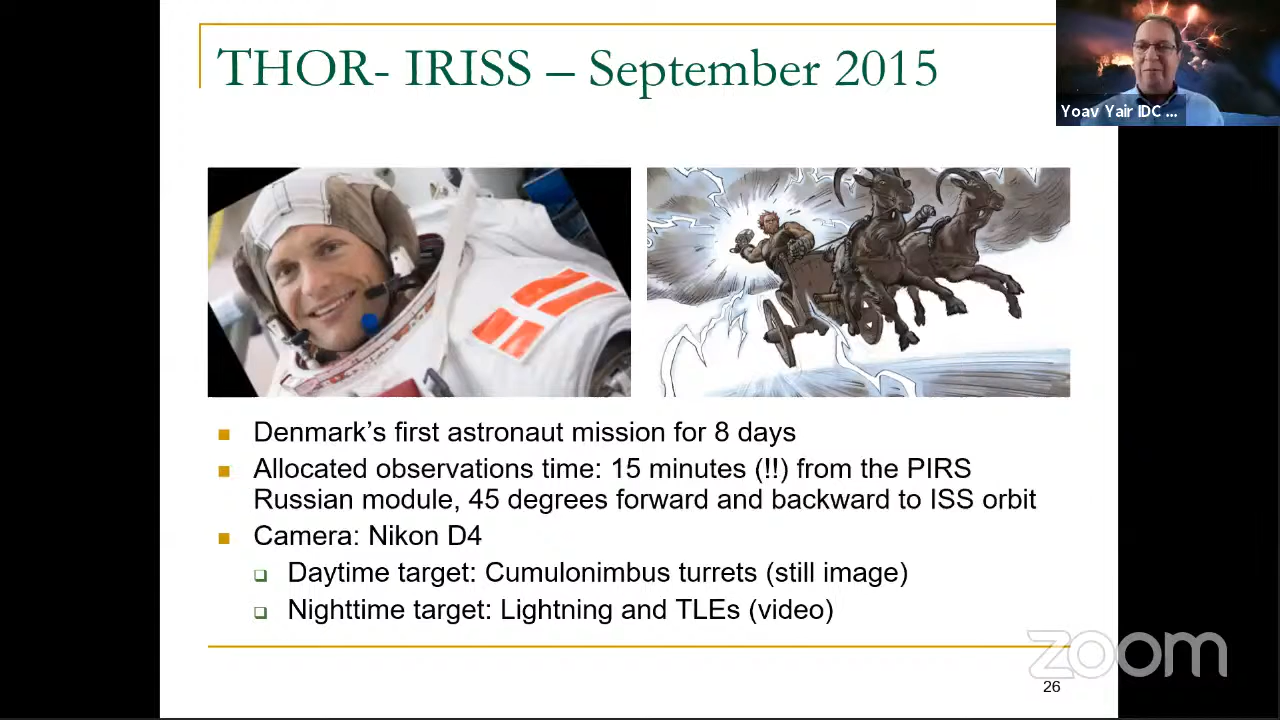 THOR- IRISS – September 2015
Yoav Yair IDC ...
Denmark’s first astronaut mission for 8 days
Allocated observations time: 15 minutes (!!) from the PIRS
Russian module, 45 degrees forward and backward to ISS orbit
Camera: Nikon D4
Daytime target: Cumulonimbus turrets (still image)
Nighttime target: Lightning and TLEs (video)
zoom
26